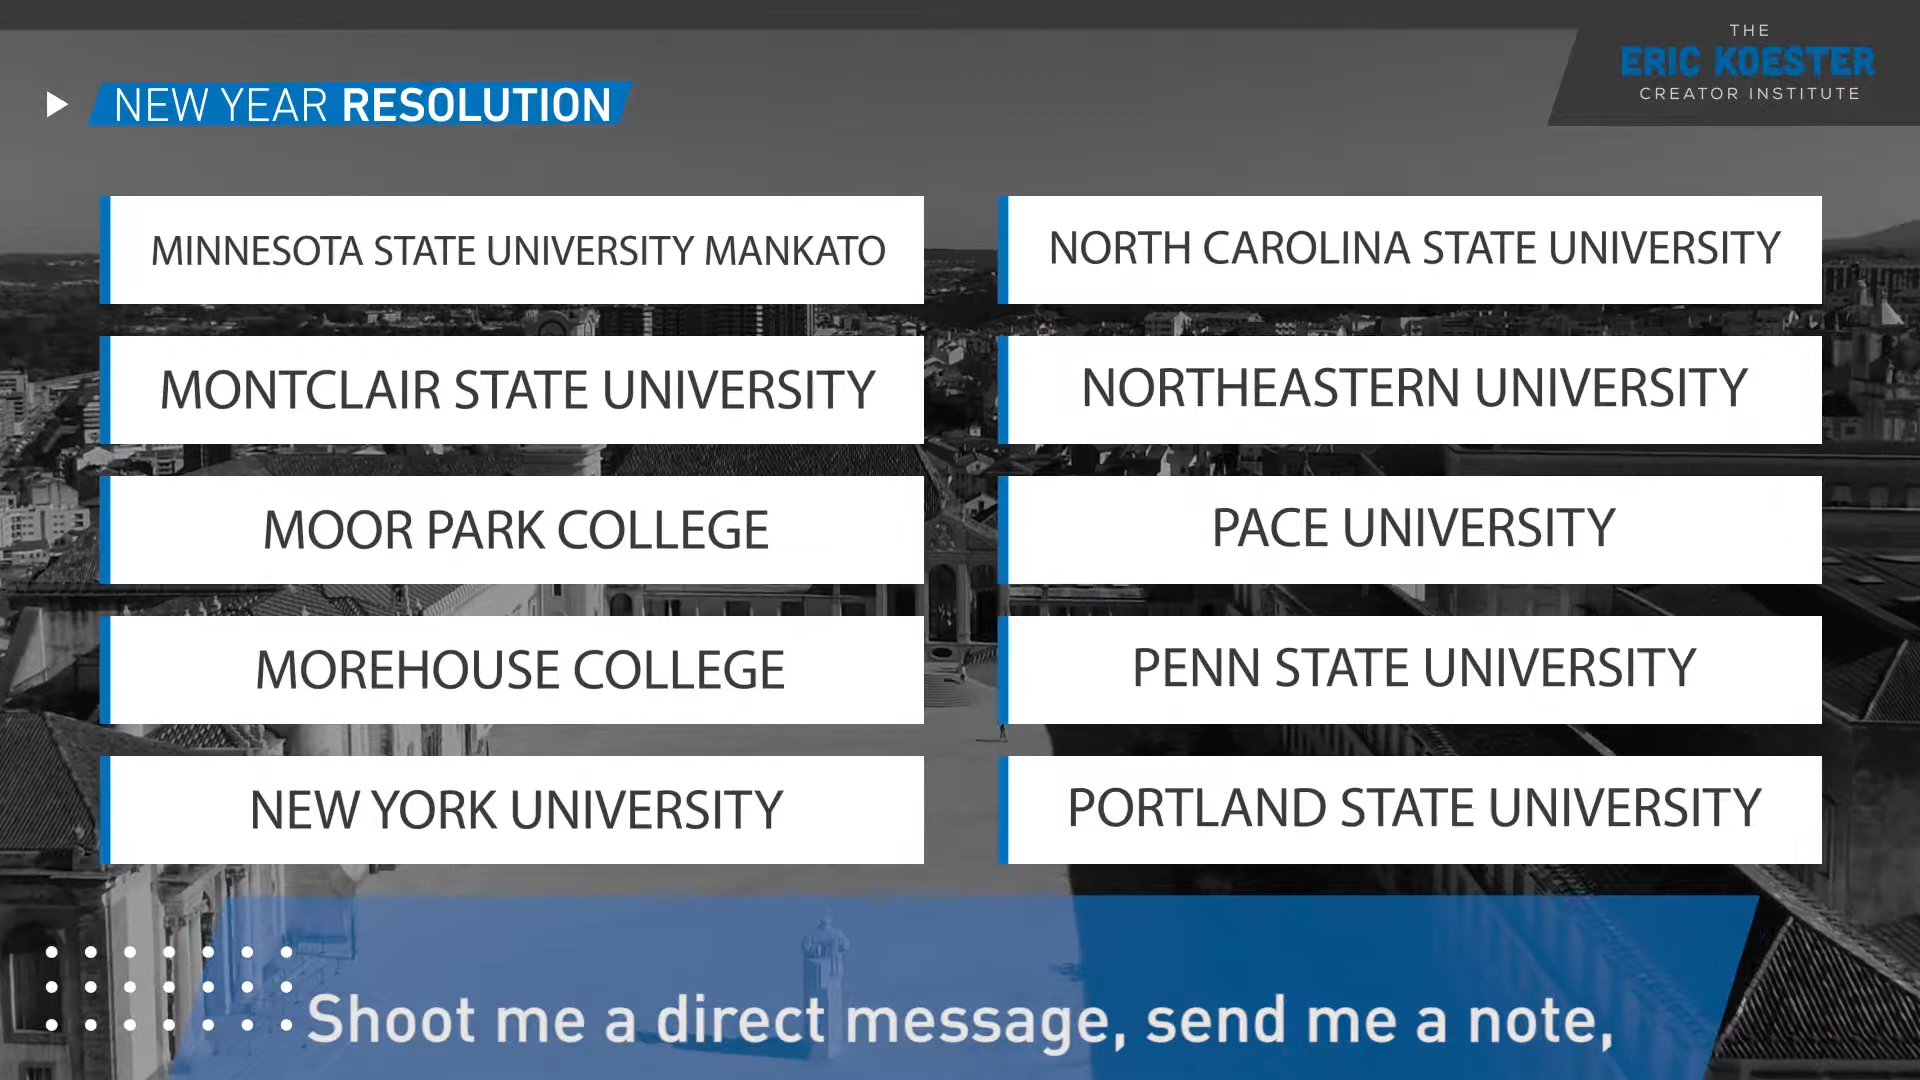 THE
ERIC KOESTER
CREATOR INSTITUTE
NEW YEAR RESOLUTION
MINNESOTA STATE UNIVERSITY MANKATO
MONTCLAIR STATE UNIVERSITY
MOOR PARK COLLEGE
MOREHOUSE COLLEGE
NEW YORK UNIVERSITY
NORTH CAROLINA STATE UNIVERSITY
NORTHEASTERN UNIVERSITY
PACE UNIVERSITY
PENN STATE UNIVERSITY
PORTLAND STATE UNIVERSITY
Shoot me a direct message, send me a note,